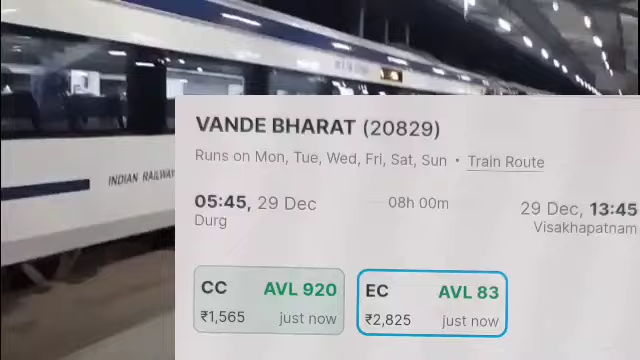 INDIAN RAILWAY
VANDE BHARAT (20829)
Runs on Mon, Tue, Wed, Fri, Sat, Sun • Train Route
05:45, 29 Dec 08h 00m 29 Dec, 13:45
Durg Visakhapatnam
CC AVL 920 EC AVL 83
₹1,565 just now ₹2,825 just now